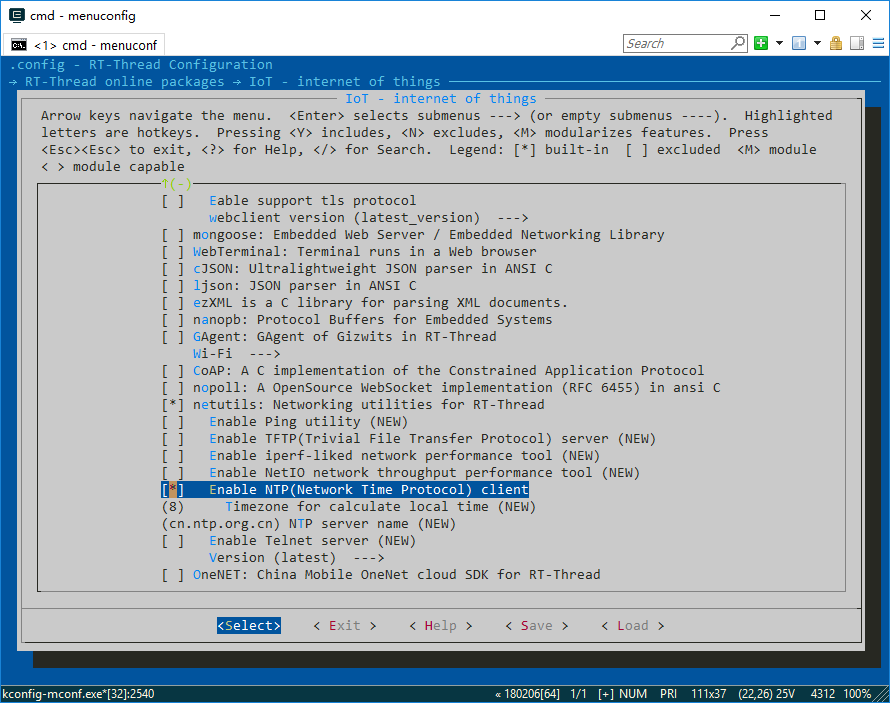 cmd - menuconfig
<1> cmd - menuconf
Search
.config - RT-Thread Configuration
→ RT-Thread online packages → IoT - internet of things
IoT - internet of things
Arrow keys navigate the menu.  <Enter> selects submenus ---> (or empty submenus ----).  Highlighted
letters are hotkeys.  Pressing <Y> includes, <N> excludes, <M> modularizes features.  Press
<Esc><Esc> to exit, <?> for Help, </> for Search.  Legend: [*] built-in  [ ] excluded  <M> module
< > module capable
↑(-)
[ ]   Eable support tls protocol
webclient version (latest_version)  --->
[ ] mongoose: Embedded Web Server / Embedded Networking Library
[ ] WebTerminal: Terminal runs in a Web browser
[ ] cJSON: Ultralightweight JSON parser in ANSI C
[ ] ljson: JSON parser in ANSI C
[ ] ezXML is a C library for parsing XML documents.
[ ] nanopb: Protocol Buffers for Embedded Systems
[ ] GAgent: GAgent of Gizwits in RT-Thread
Wi-Fi  --->
[ ] CoAP: A C implementation of the Constrained Application Protocol
[ ] nopoll: A OpenSource WebSocket implementation (RFC 6455) in ansi C
[*] netutils: Networking utilities for RT-Thread
[ ]   Enable Ping utility (NEW)
[ ]   Enable TFTP(Trivial File Transfer Protocol) server (NEW)
[ ]   Enable iperf-liked network performance tool (NEW)
[ ]   Enable NetIO network throughput performance tool (NEW)
[*]   Enable NTP(Network Time Protocol) client
(8)     Timezone for calculate local time (NEW)
(cn.ntp.org.cn) NTP server name (NEW)
[ ]   Enable Telnet server (NEW)
Version (latest)  --->
[ ] OneNET: China Mobile OneNet cloud SDK for RT-Thread
<Select>    < Exit >    < Help >    < Save >    < Load >
kconfig-mconf.exe*[32]:2540    « 180206[64]  1/1  [+] NUM  PRI  111x37  (22,26) 25V  4312  100%